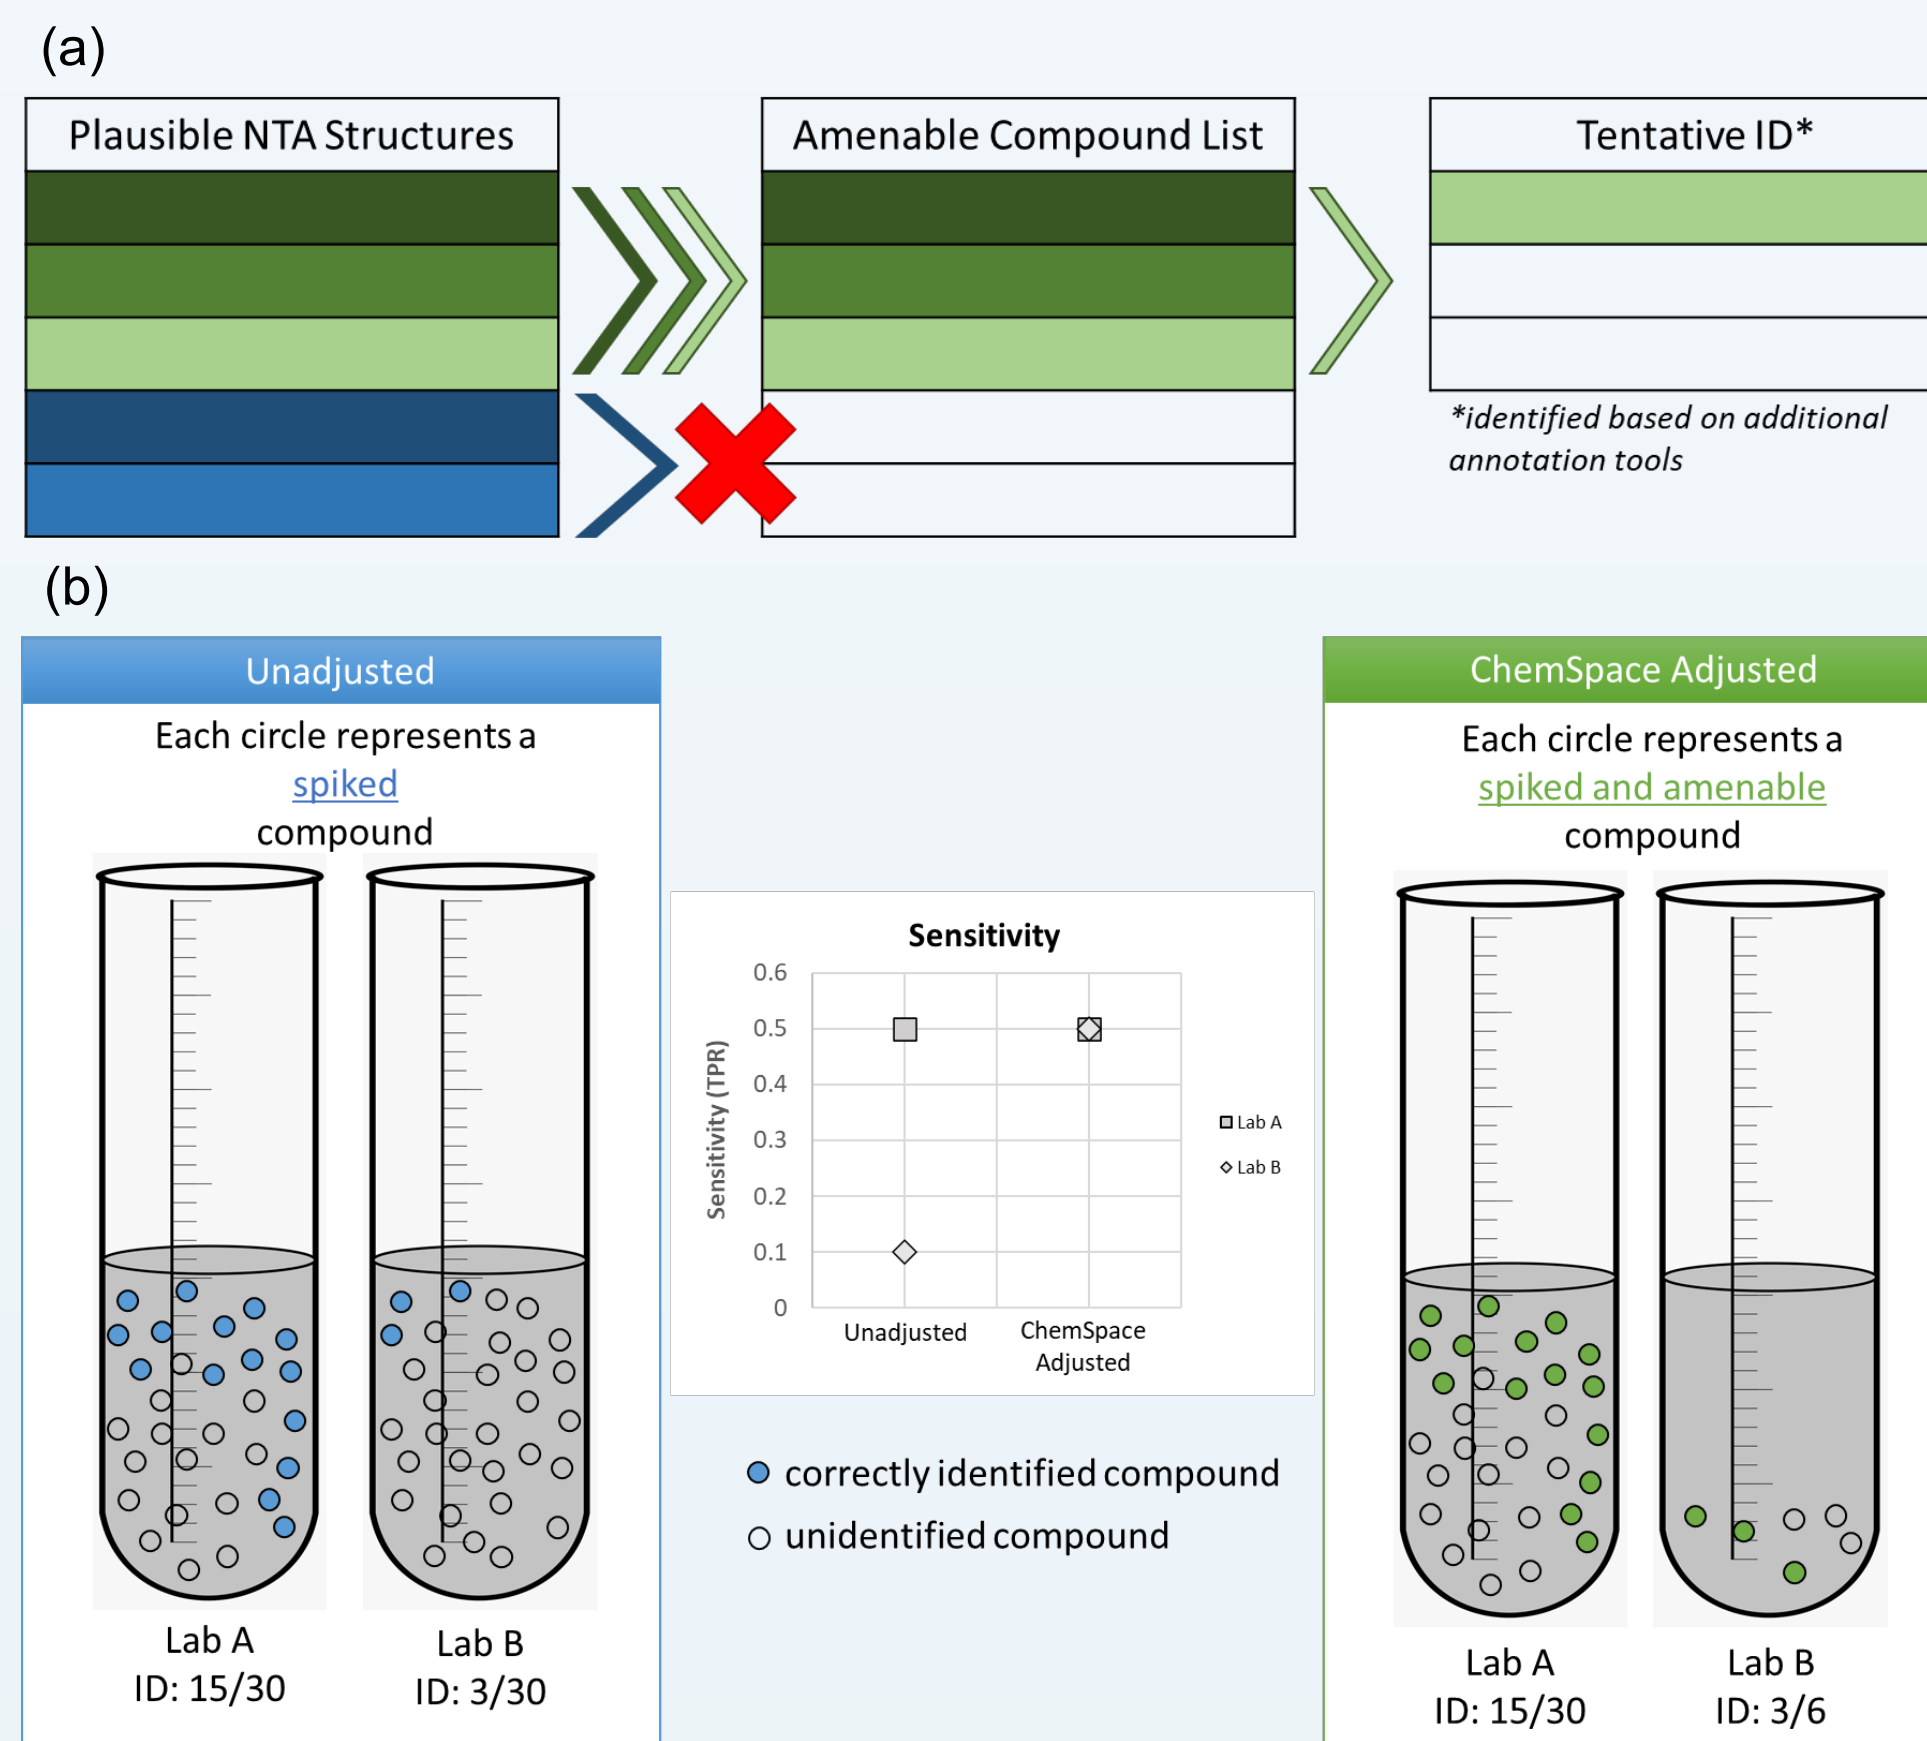 (a)
Plausible NTA Structures
Amenable Compound List
Tentative ID*
*identified based on additional
annotation tools
(b)
Unadjusted
Each circle represents a
spiked
compound
Lab A
ID: 15/30
Lab B
ID: 3/30
Sensitivity
Sensitivity (TPR)
0.6
0.5
0.4
0.3
0.2
0.1
0
Unadjusted
ChemSpace
Adjusted
Lab A
Lab B
correctly identified compound
unidentified compound
ChemSpace Adjusted
Each circle represents a
spiked and amenable
compound
Lab A
ID: 15/30
Lab B
ID: 3/6